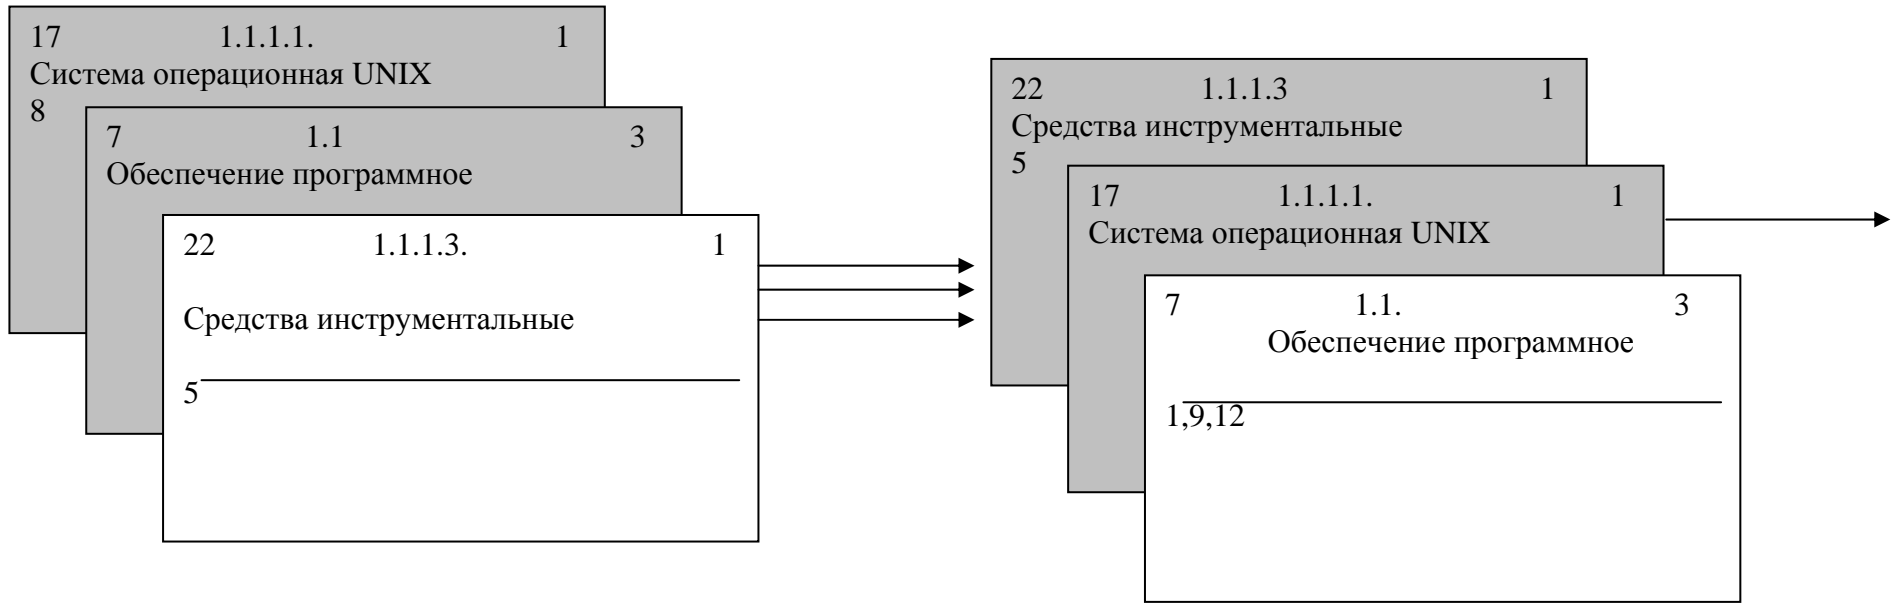 17 1.1.1.1. 1
Система операционная UNIX
8
7 1.1 3
Обеспечение программное
22 1.1.1.3. 1
Средства инструментальные
5
22 1.1.1.3 1
Средства инструментальные
5
17 1.1.1.1. 1
Система операционная UNIX
7 1.1. 3
Обеспечение программное
1,9,12